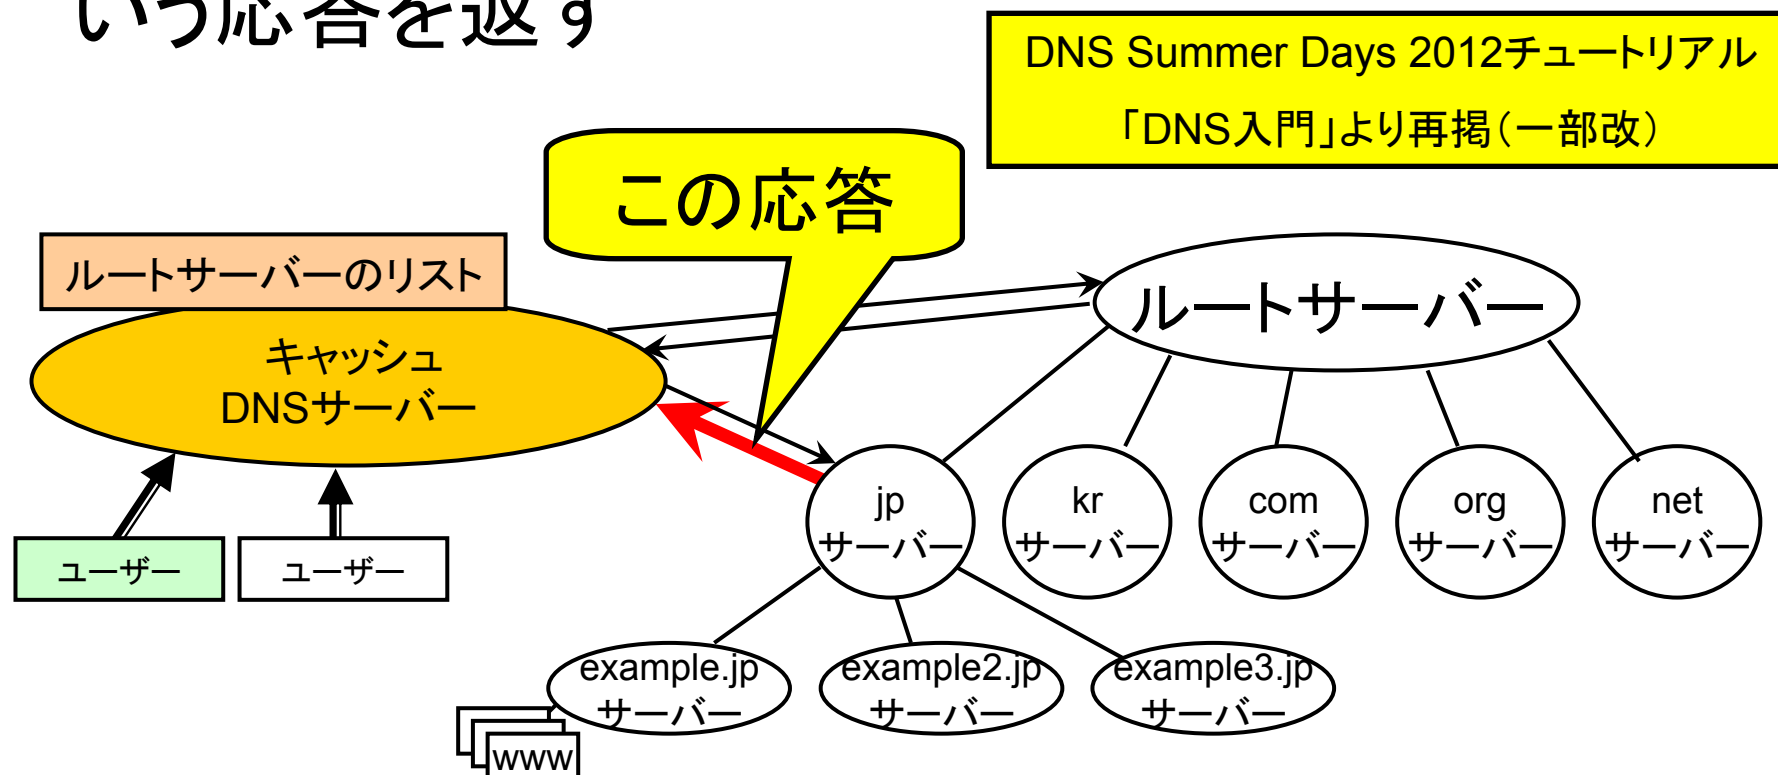 いう応答を返す
DNS Summer Days 2012チュートリアル
「DNS入門」より再掲（一部改）
この応答
ルートサーバーのリスト
ルートサーバー
キャッシュ
DNSサーバー
jp
サーバー
kr
サーバー
com
サーバー
org
サーバー
net
サーバー
ユーザー
ユーザー
example.jp
サーバー
example2.jp
サーバー
example3.jp
サーバー
www